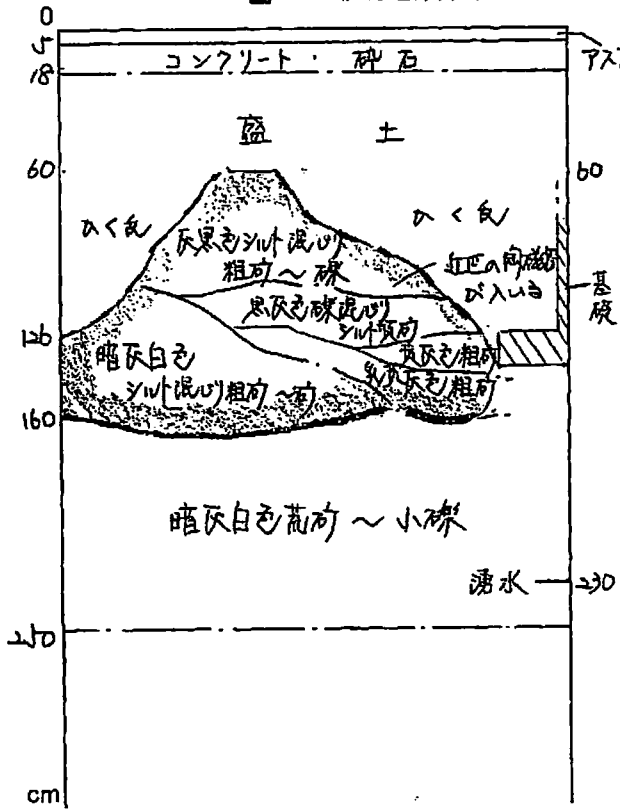 0
5
コンクリート・砕石
18
アス
盛土
60
60
かく乱
灰黒色シルト混じり
粗砂〜礫
かく乱
近世の陶磁器
が入いる
基礎
黒灰色礫混じり
シルト質砂
126
黄灰色粗砂
暗灰白色
シルト混じり粗砂〜砂
灰色粗砂
160
暗灰白色荒砂〜小礫
湧水
230
250
cm